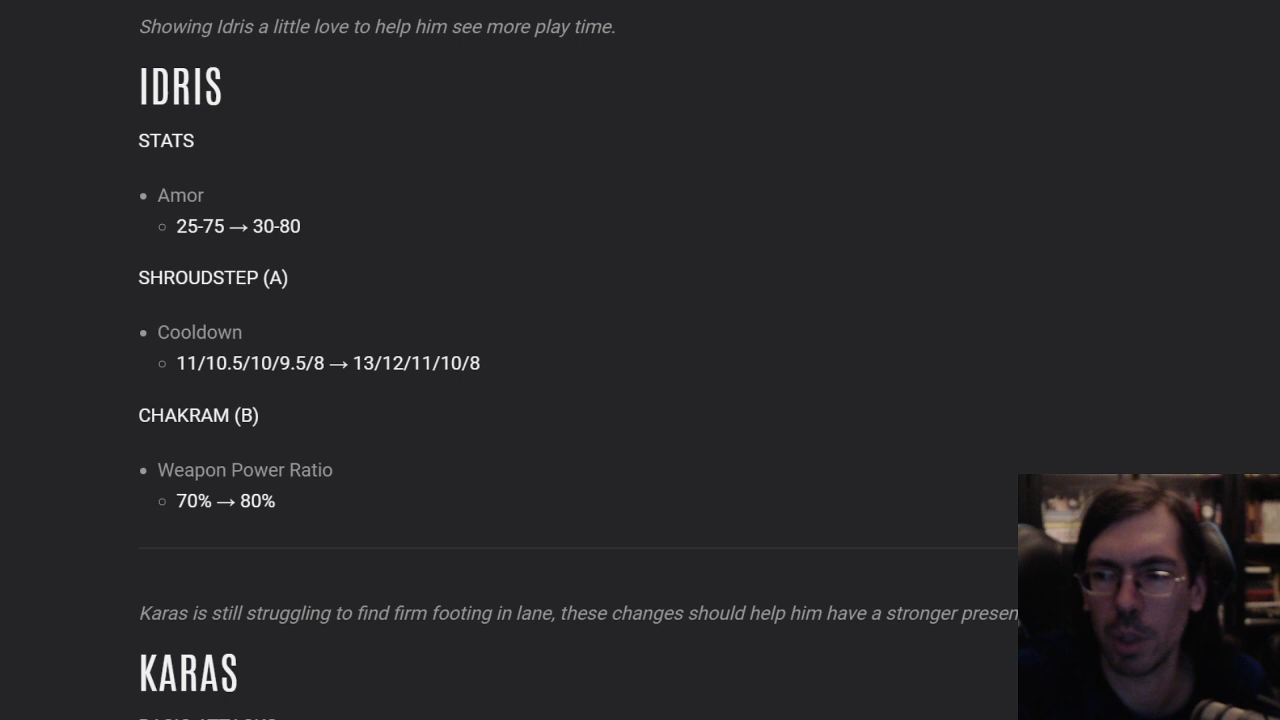 Showing Idris a little love to help him see more play time.
IDRIS
STATS
Amor
25-75 → 30-80
SHROUDSTEP (A)
Cooldown
11/10.5/10/9.5/8 → 13/12/11/10/8
CHAKRAM (B)
Weapon Power Ratio
70% → 80%
Karas is still struggling to find firm footing in lane, these changes should help him have a stronger
KARAS